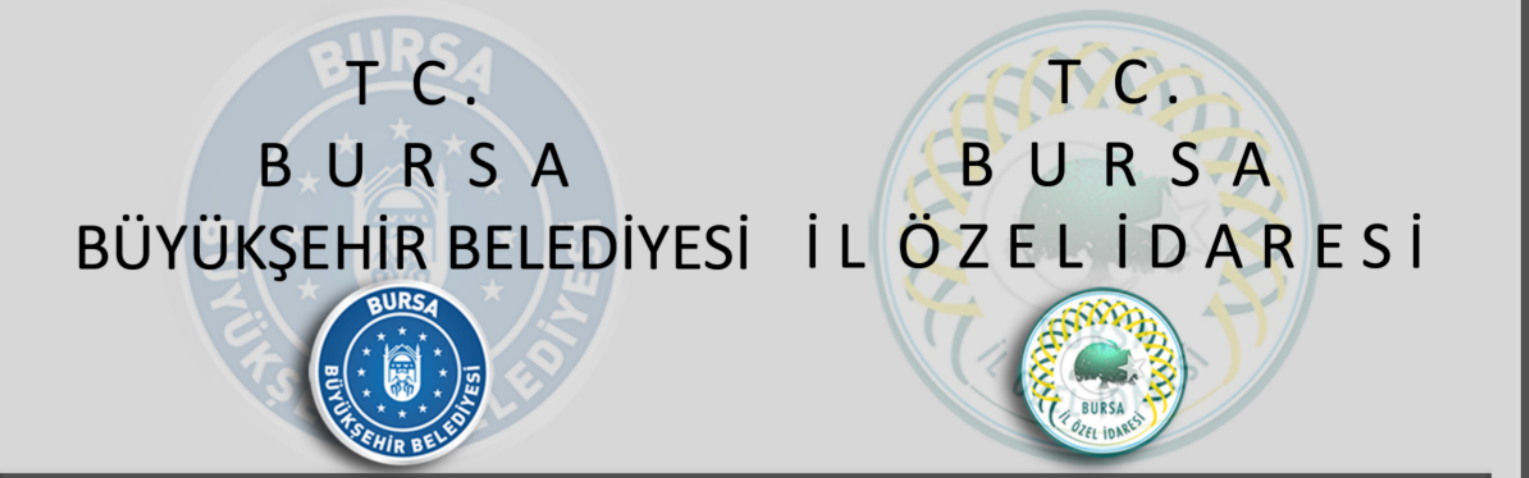 T C.
B U R S A
BÜYÜKŞEHİR BELEDİYESİ
BURSA
BÜYÜKŞEHİR BELEDİYESİ
T C.
B U R S A
İ L Ö Z E L İ D A R E S İ
BURSA
İL ÖZEL İDARESİ